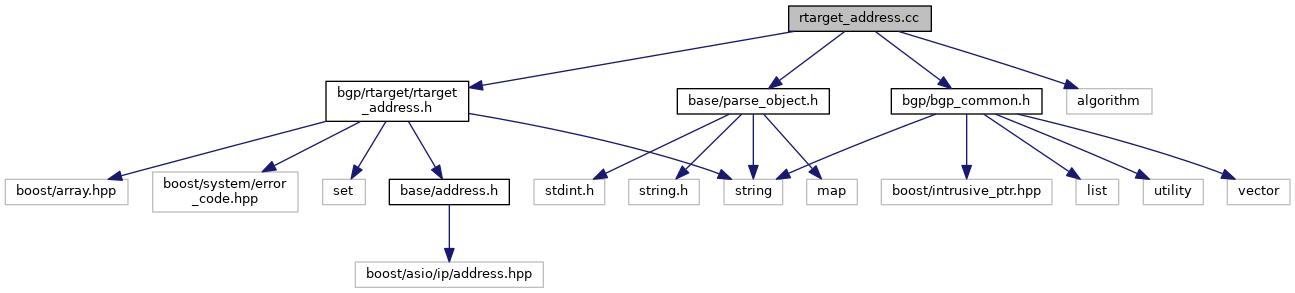 rtarget_address.cc
bgp/rtarget/rtarget
_address.h
base/parse_object.h
bgp/bgp_common.h
algorithm
boost/array.hpp
boost/system/error
_code.hpp
set
base/address.h
stdint.h
string.h
string
map
boost/intrusive_ptr.hpp
list
utility
vector
boost/asio/ip/address.hpp